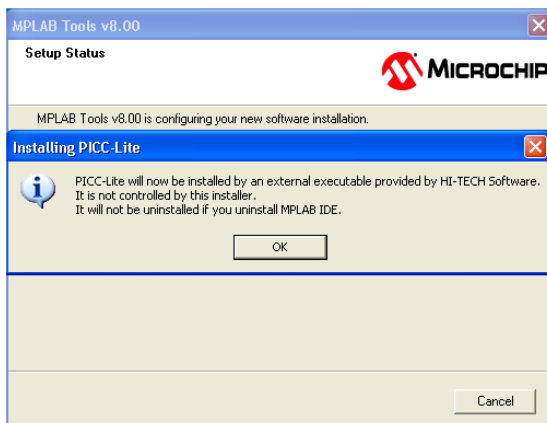 MPLAB Tools v8.00
Setup Status
MICROCHIP
MPLAB Tools v8.00 is configuring your new software installation.
Installing PICC-Lite
PICC-Lite will now be installed by an external executable provided by HI-TECH Software.
It is not controlled by this installer.
It will not be uninstalled if you uninstall MPLAB IDE.
OK
Cancel